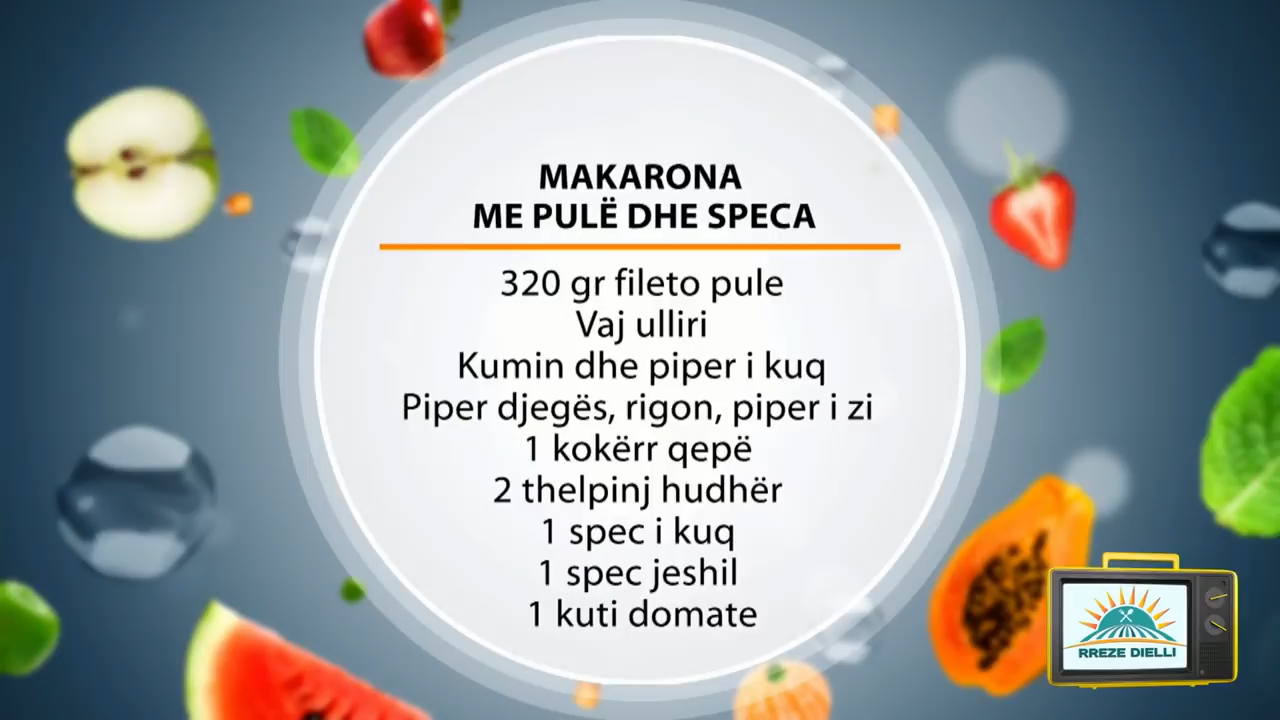 MAKARONA
ME PULË DHE SPECA
320 gr fileto pule
Vaj ulliri
Kumin dhe piper i kuq
Piper djegës, rigon, piper i zi
1 kokërr qepë
2 thelpinj hudhër
1 spec i kuq
1 spec jeshil
1 kuti domate
RREZE DIELLI